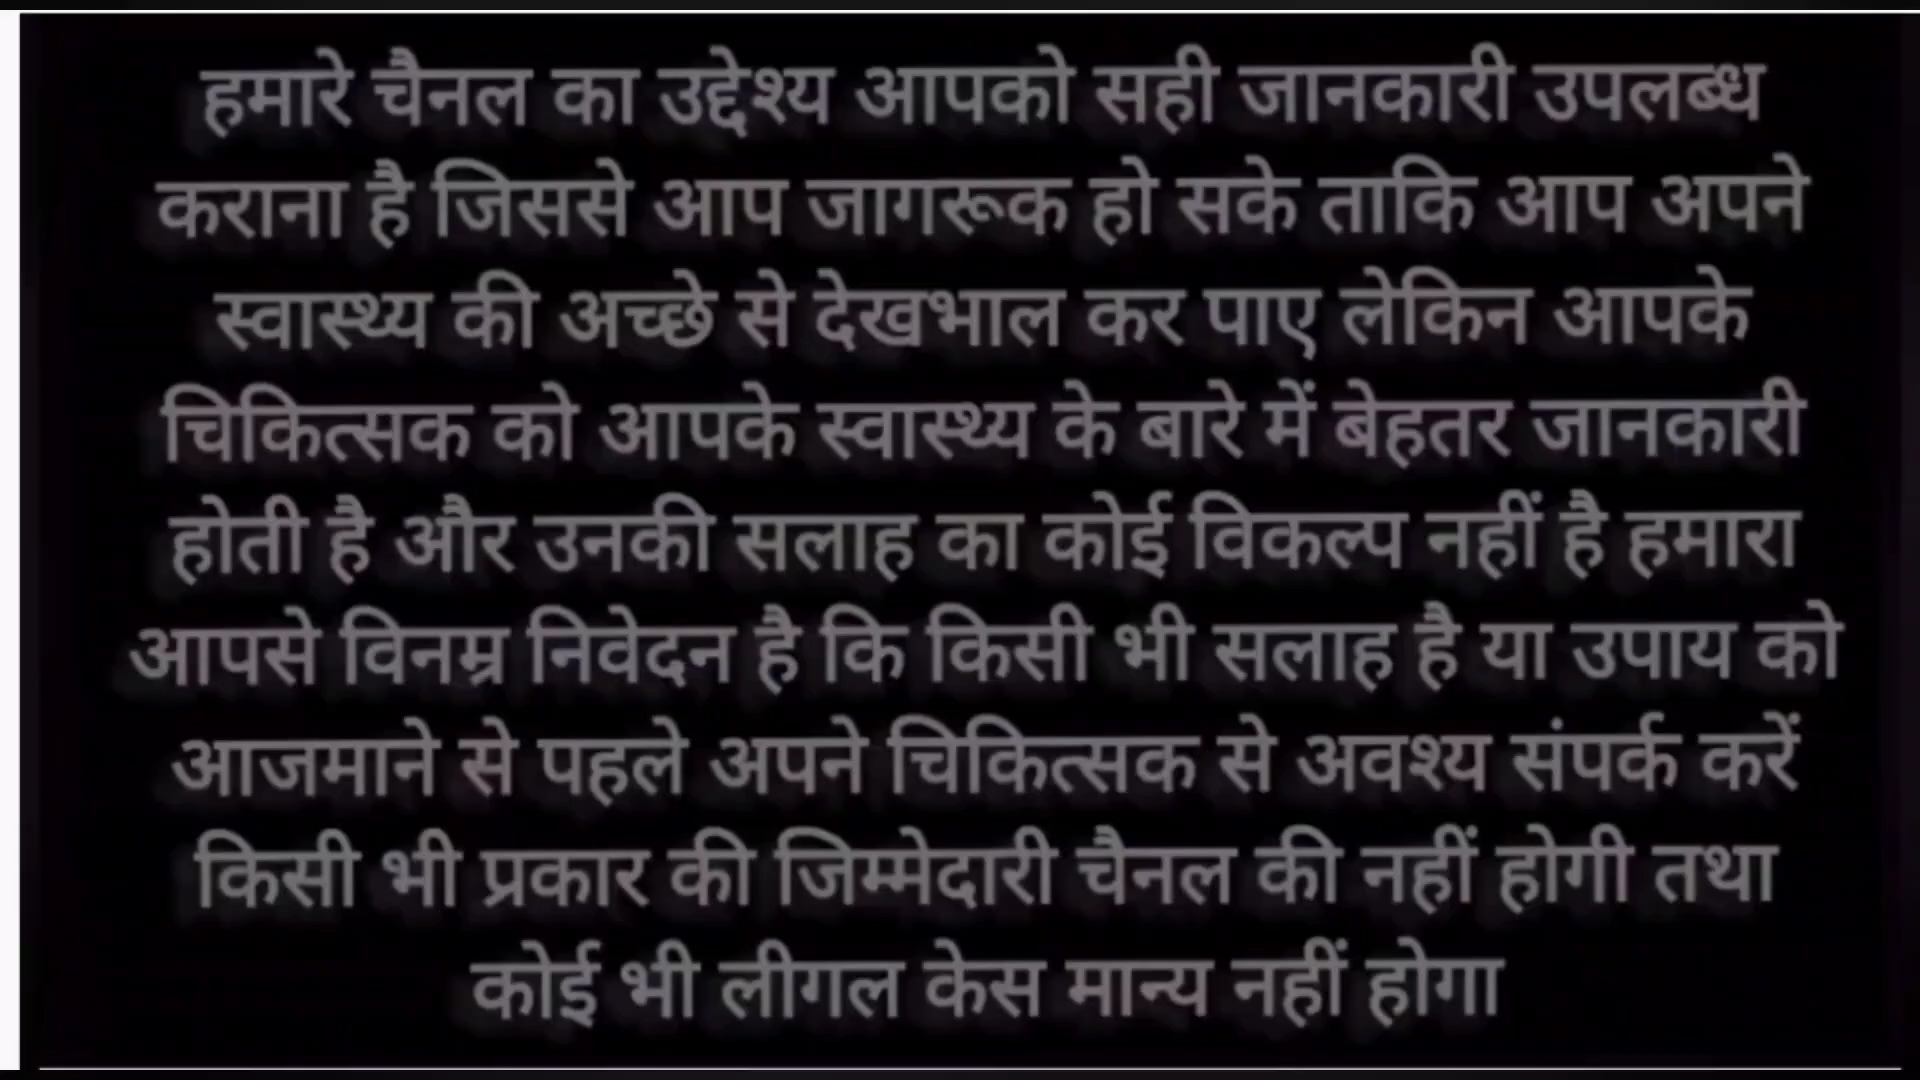 हमारे चैनल का उद्देश्य आपको सही जानकारी उपलब्ध
कराना है जिससे आप जागरूक हो सके ताकि आप अपने
स्वास्थ्य की अच्छे से देखभाल कर पाए लेकिन आपके
चिकित्सक को आपके स्वास्थ्य के बारे में बेहतर जानकारी
होती है और उनकी सलाह का कोई विकल्प नहीं है हमारा
आपसे विनम्र निवेदन है कि किसी भी सलाह है या उपाय को
आजमाने से पहले अपने चिकित्सक से अवश्य संपर्क करें
किसी भी प्रकार की जिम्मेदारी चैनल की नहीं होगी तथा
कोई भी लीगल केस मान्य नहीं होगा